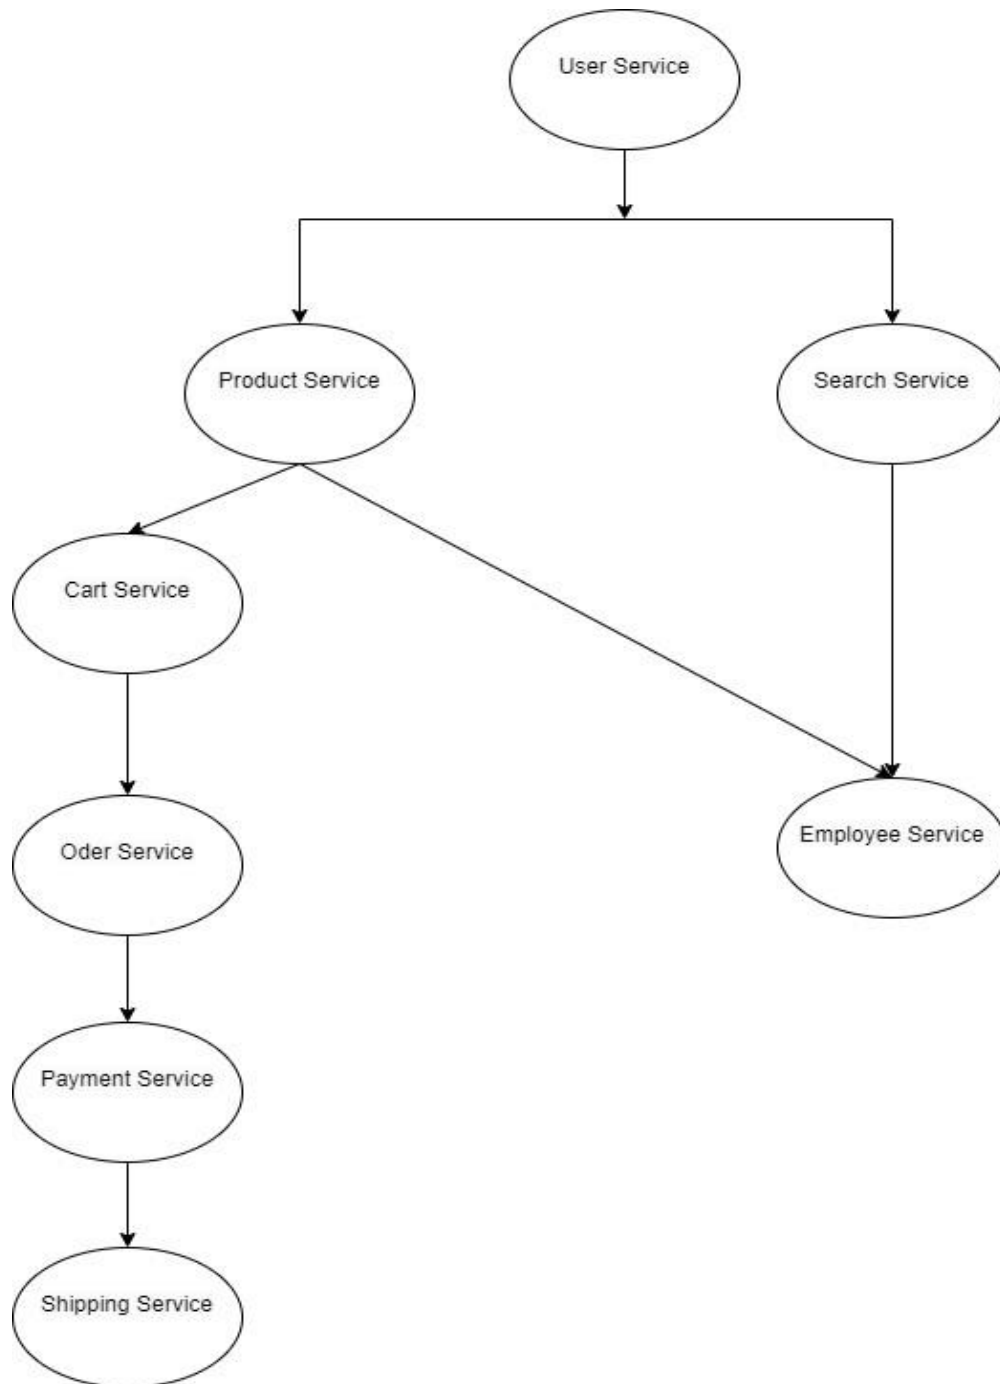 User Service
Product Service
Search Service
Cart Service
Employee Service
Oder Service
Payment Service
Shipping Service